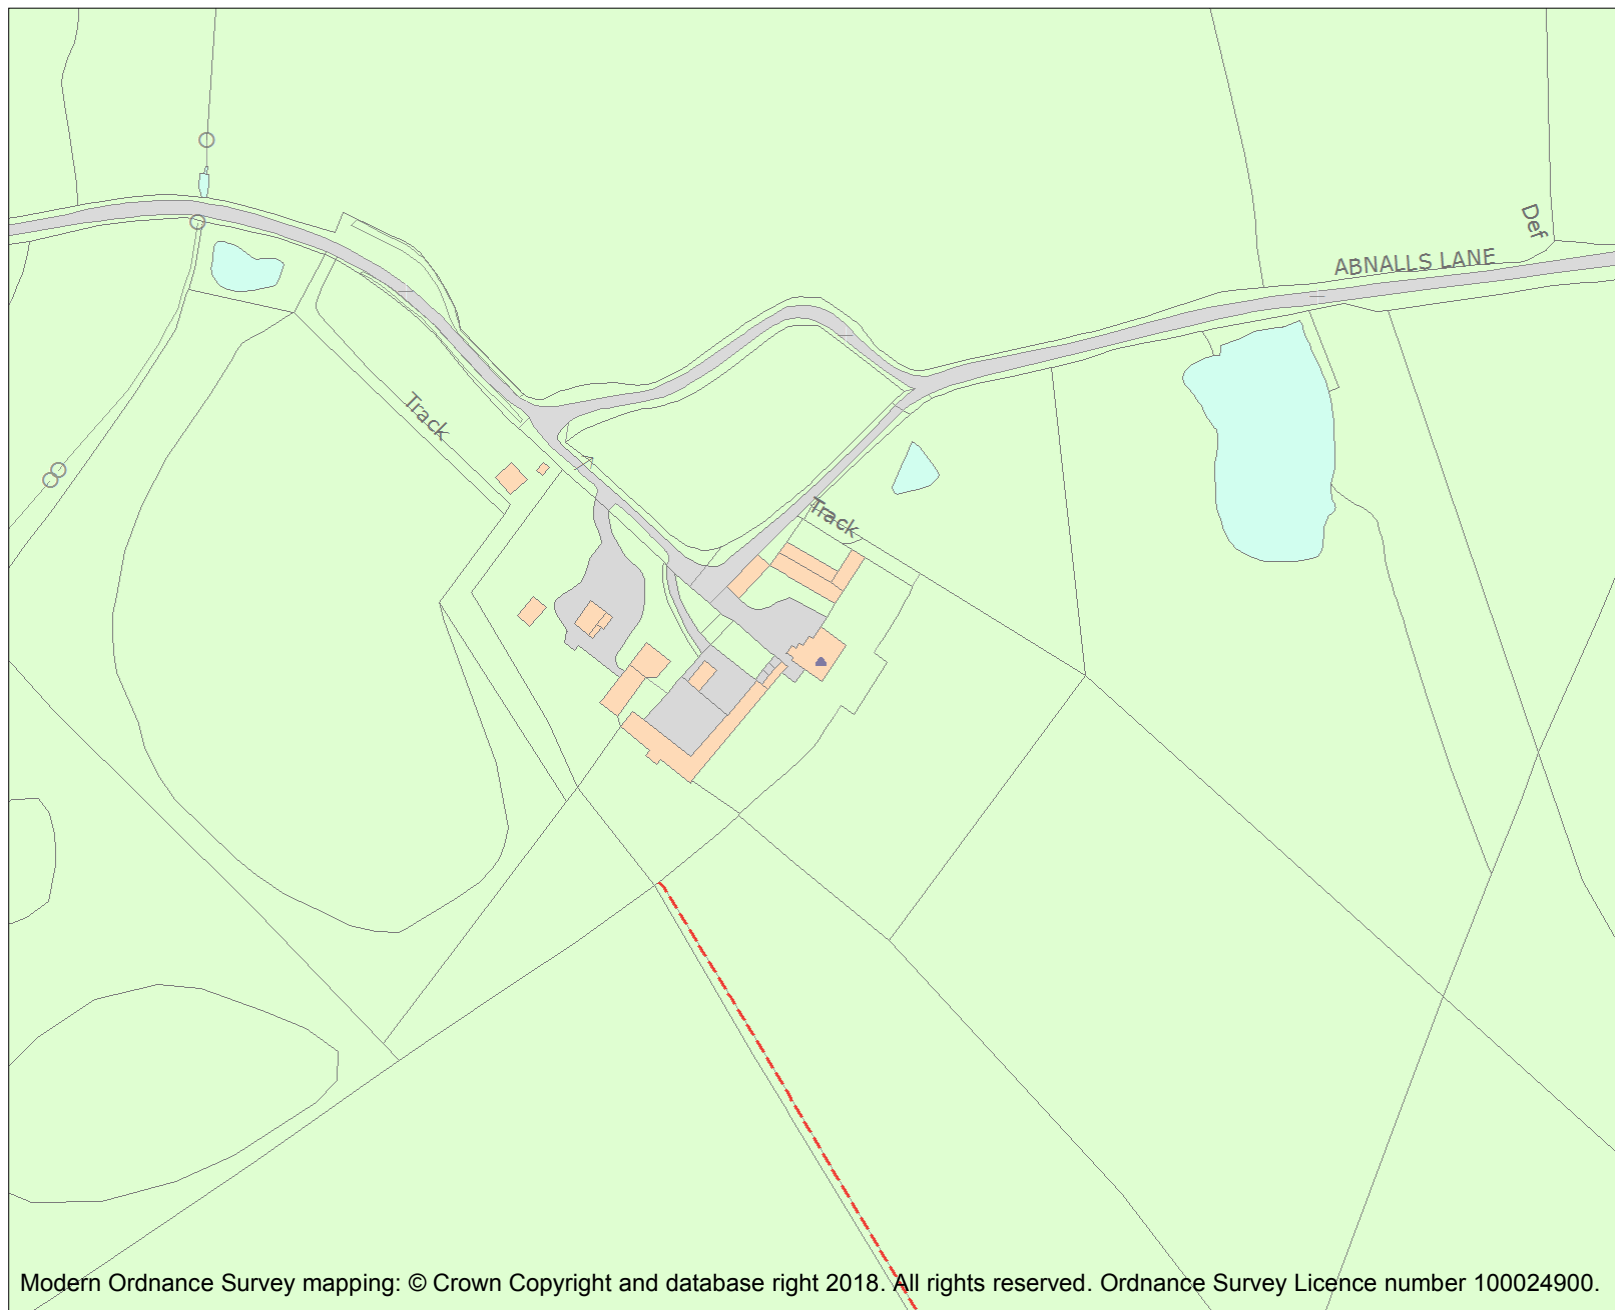 Def
ABNALLS LANE
Track
Track
Modern Ordnance Survey mapping: © Crown Copyright and database right 2018. All rights reserved. Ordnance Survey Licence number 100024900.